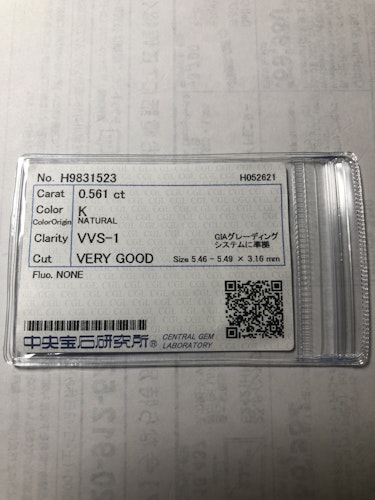 No. H9831523 H052621
Carat 0.561 ct
Color K
ColorOrigin NATURAL
Clarity VVS-1 GIAグレーディング
システムに準拠
Cut VERY GOOD Size 5.46 - 5.49 × 3.16 mm
Fluo. NONE
中央宝石研究所® CENTRAL GEM
LABORATORY